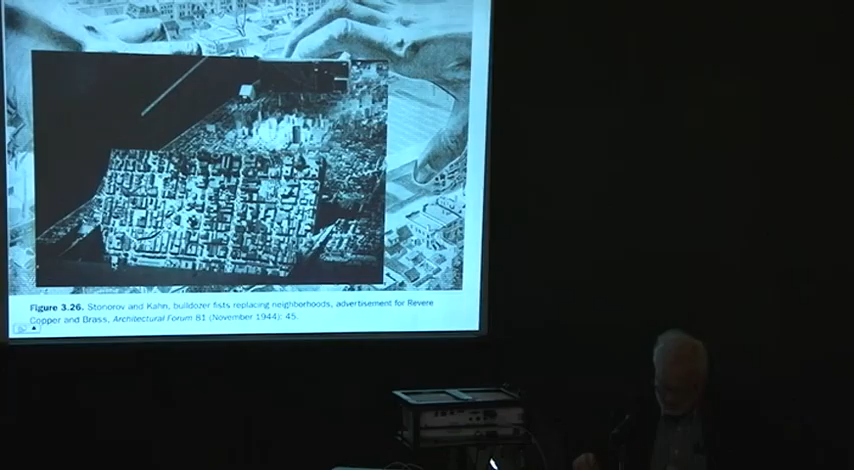 Figure 3.26. Stonorov and Kahn, bulldozer fists replacing neighborhoods, advertisement for Revere
Copper and Brass, Architectural Forum 81 (November 1944): 45.